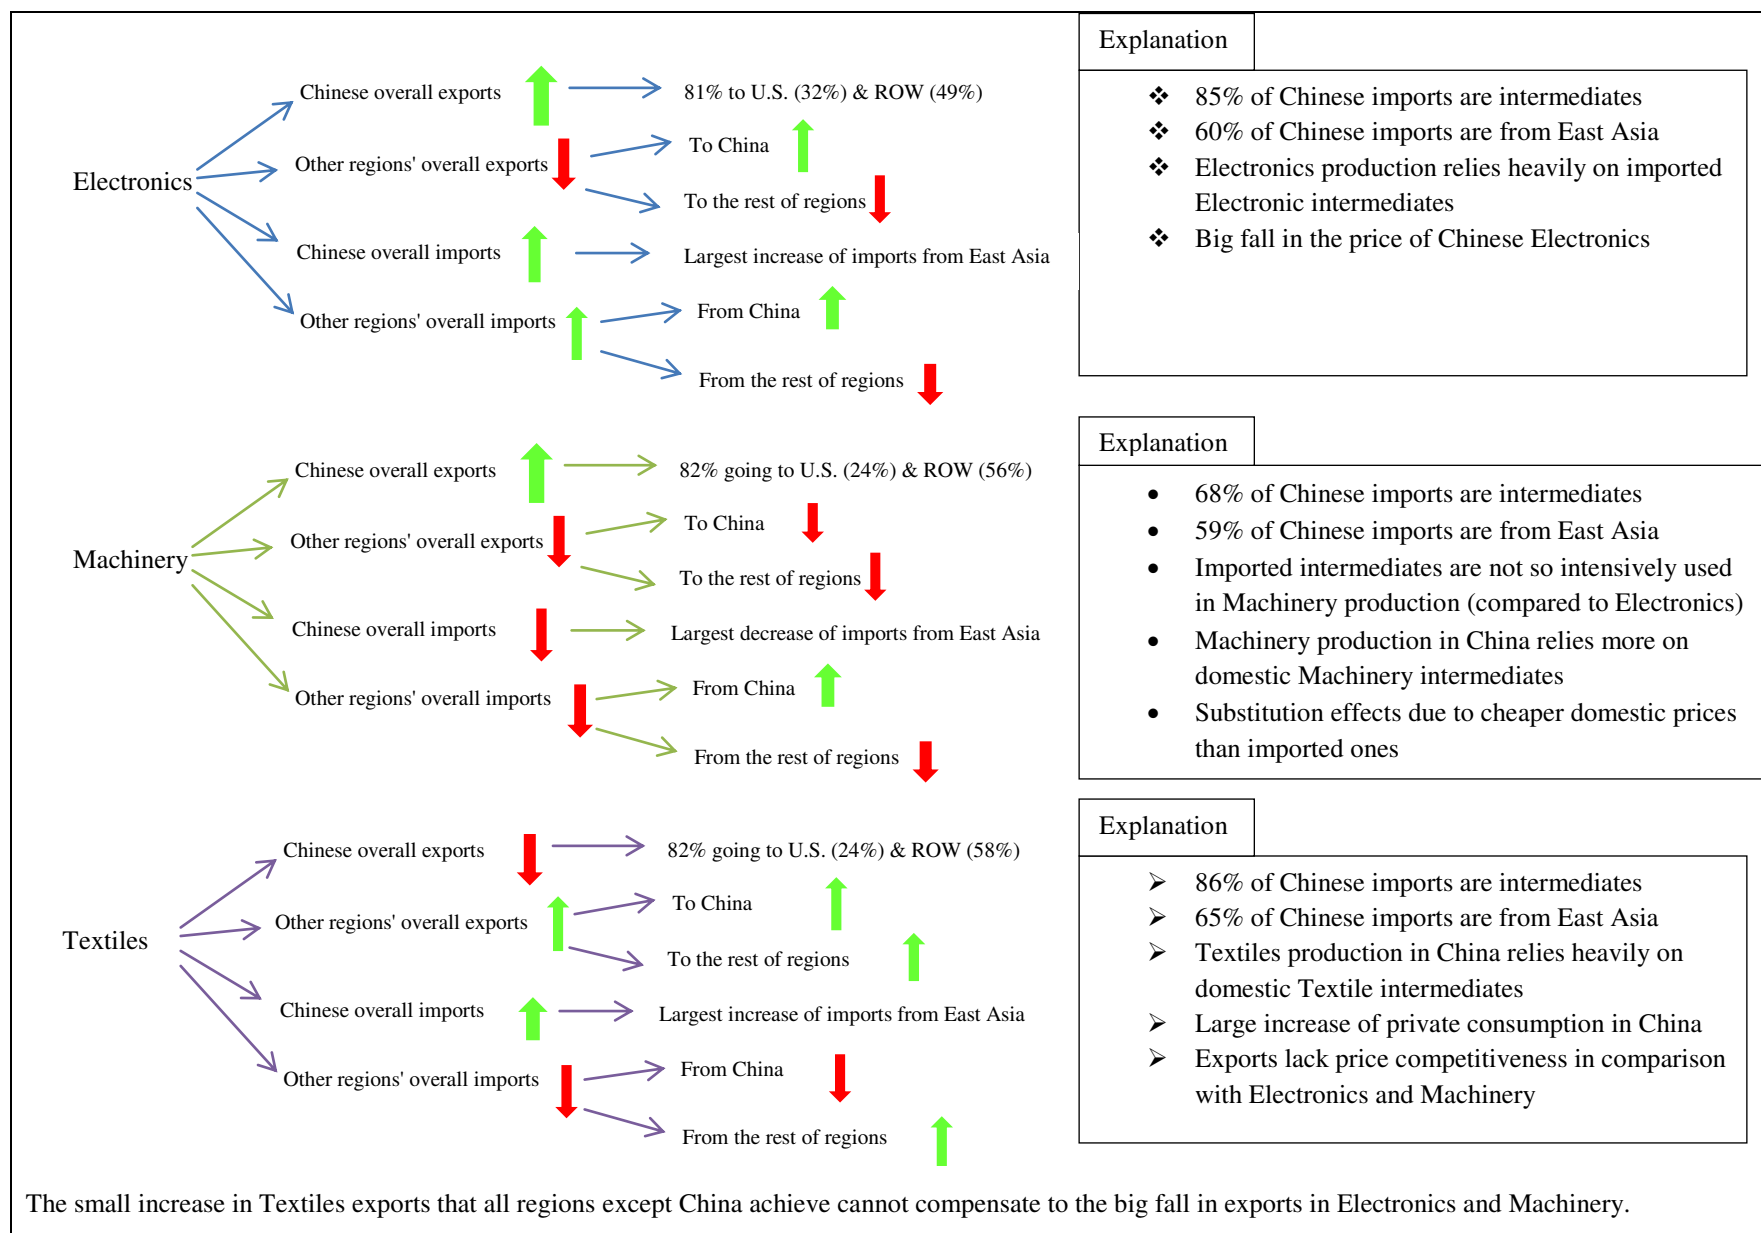 Electronics
Chinese overall exports
81% to U.S. (32%) & ROW (49%)
Other regions' overall exports
To China
To the rest of regions
Chinese overall imports
Largest increase of imports from East Asia
Other regions' overall imports
From China
From the rest of regions
Explanation
❖ 85% of Chinese imports are intermediates
❖ 60% of Chinese imports are from East Asia
❖ Electronics production relies heavily on imported
Electronic intermediates
❖ Big fall in the price of Chinese Electronics
Machinery
Chinese overall exports
82% going to U.S. (24%) & ROW (56%)
Other regions' overall exports
To China
To the rest of regions
Chinese overall imports
Largest decrease of imports from East Asia
Other regions' overall imports
From China
From the rest of regions
Explanation
• 68% of Chinese imports are intermediates
• 59% of Chinese imports are from East Asia
• Imported intermediates are not so intensively used
in Machinery production (compared to Electronics)
• Machinery production in China relies more on
domestic Machinery intermediates
• Substitution effects due to cheaper domestic prices
than imported ones
Textiles
Chinese overall exports
82% going to U.S. (24%) & ROW (58%)
Other regions' overall exports
To China
To the rest of regions
Chinese overall imports
Largest increase of imports from East Asia
Other regions' overall imports
From China
From the rest of regions
Explanation
➢ 86% of Chinese imports are intermediates
➢ 65% of Chinese imports are from East Asia
➢ Textiles production in China relies heavily on
domestic Textile intermediates
➢ Large increase of private consumption in China
➢ Exports lack price competitiveness in comparison
with Electronics and Machinery
The small increase in Textiles exports that all regions except China achieve cannot compensate to the big fall in exports in Electronics and Machinery.